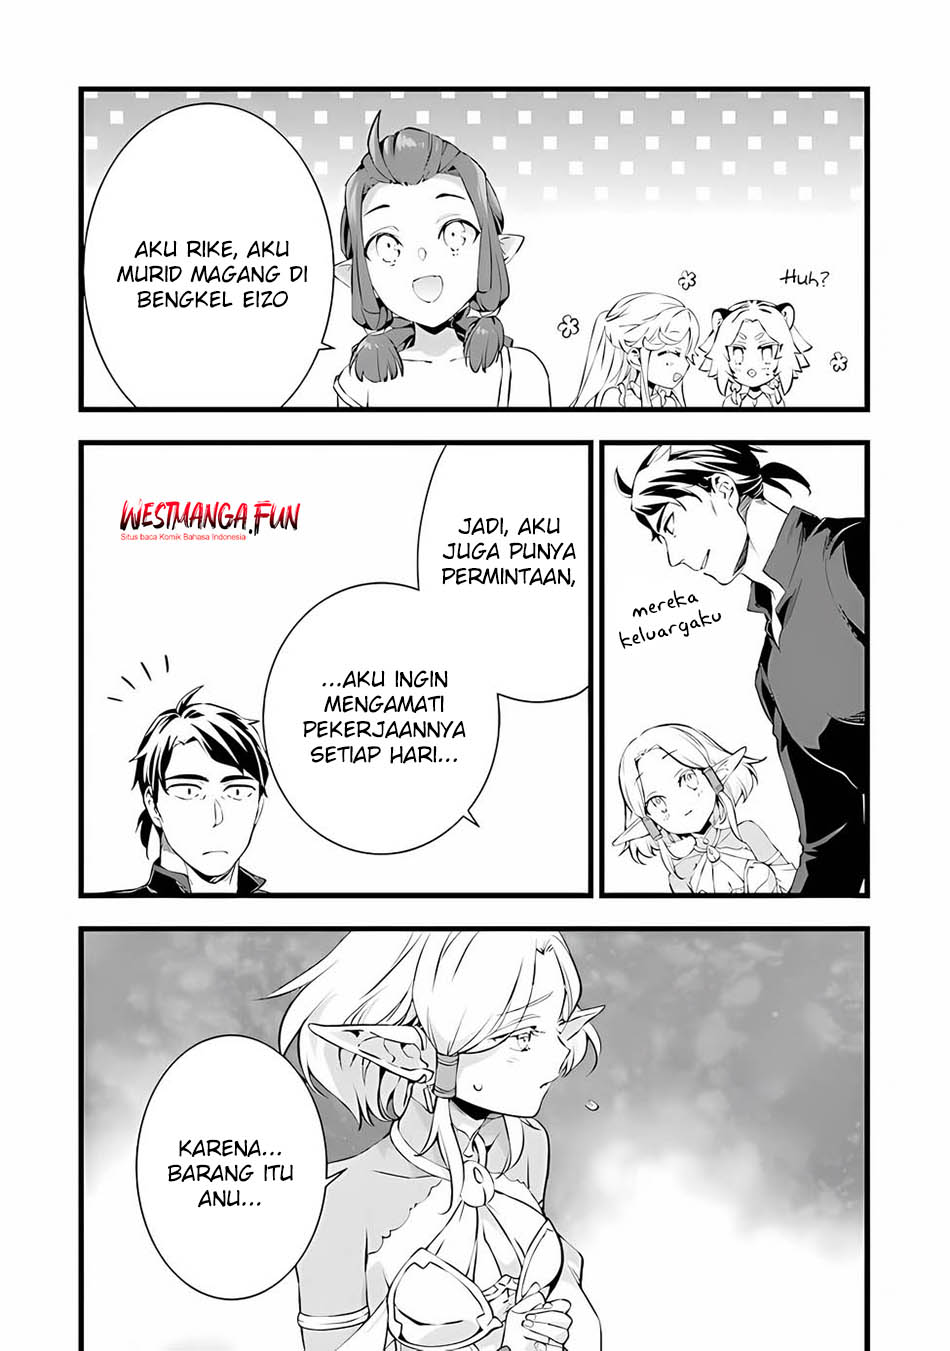 AKU RIKE, AKU
MURID MAGANG DI
BENGKEL EIZO
Huh?
mereka
keluargaku
JADI, AKU
JUGA PUNYA
PERMINTAAN,
...AKU INGIN
MENGAMATI
PEKERJAANNYA
SETIAP HARI...
WESTMANGA.FUN
Situs baca Komik Bahasa Indonesia
KARENA...
BARANG ITU
ANU...